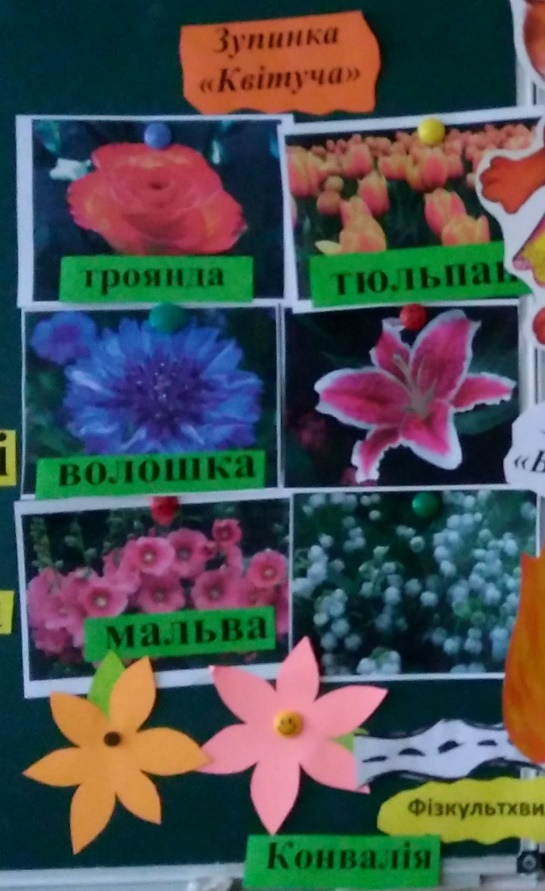 Зупинка
«Квітуча»
троянда
тюльпан
волошка
мальва
Фізкультхви
Конвалія